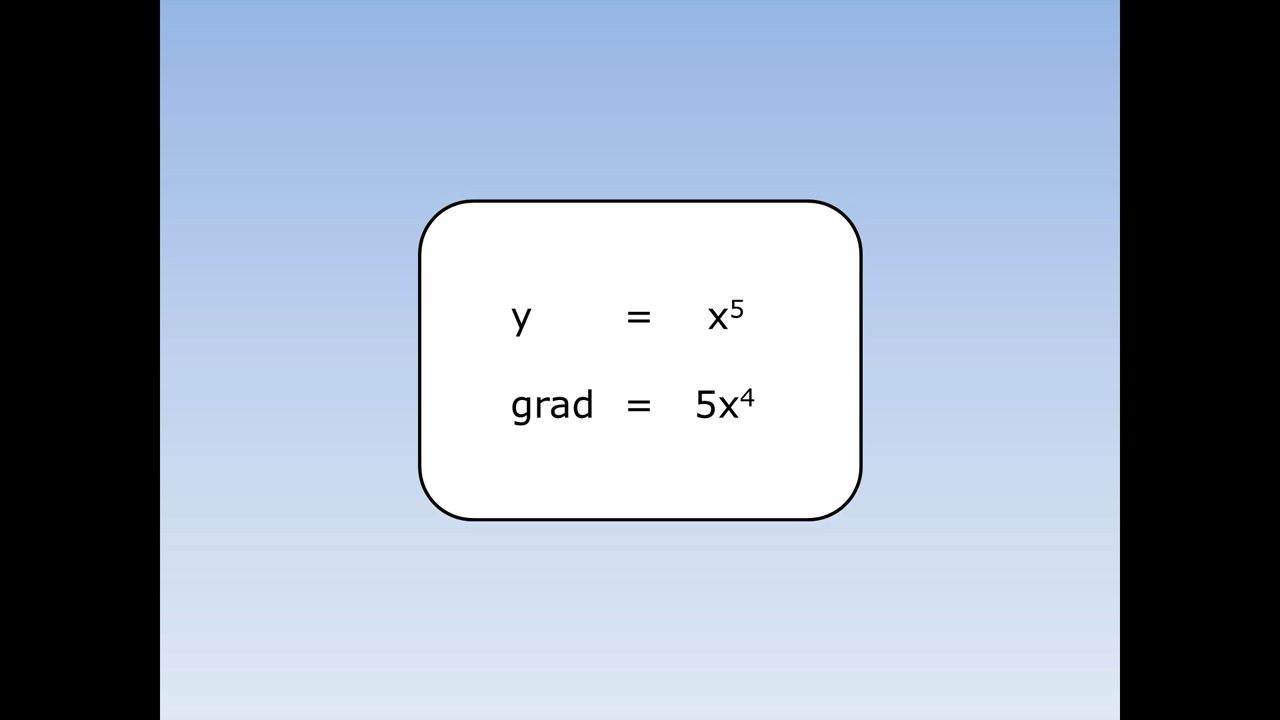 y = x⁵
grad = 5x⁴